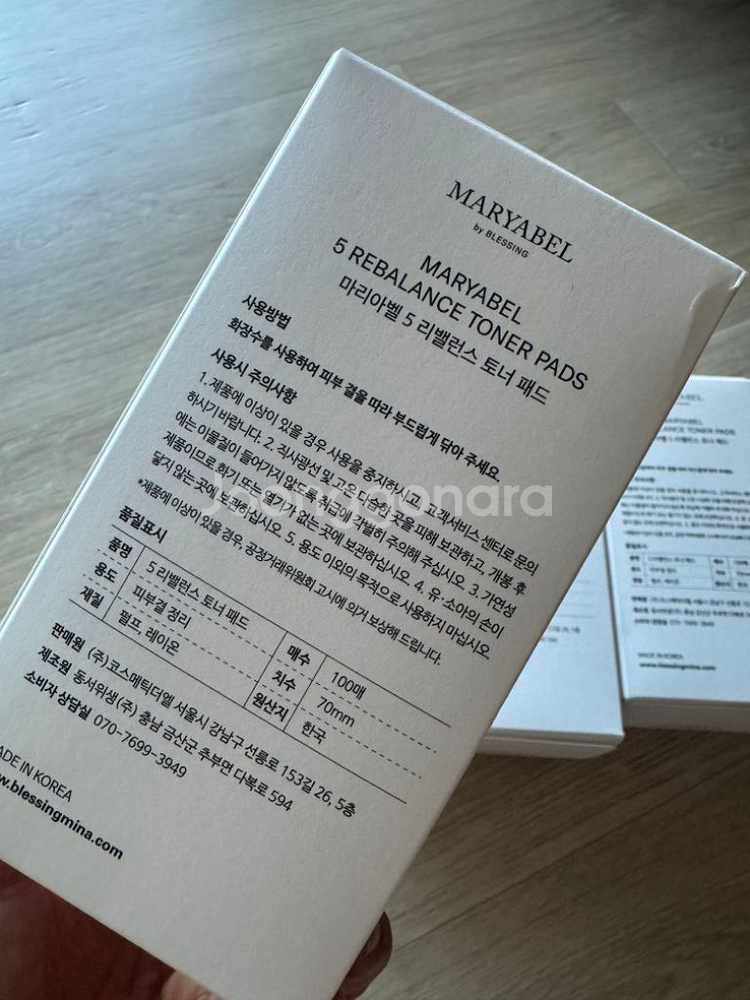 MARYABEL
by BLESSING
MARYABEL
5 REBALANCE TONER PADS
마리아벨 5 리밸런스 토너 패드
사용방법
화장수를 사용하여 피부 결을 따라 부드럽게 닦아 주세요.
사용시 주의사항
1. 제품에 이상이 있을 경우 사용을 중지하시고, 고객서비스 센터로 문의
하시기 바랍니다. 2. 직사광선 및 고온 다습한 곳을 피해 보관하고, 개봉 후
에는 이물질이 들어가지 않도록 취급에 각별히 주의해 주십시오. 3. 가연성
제품이므로 화기 또는 열기가 없는 곳에 보관하십시오. 4. 유·소아의 손이
닿지 않는 곳에 보관하십시오. 5. 용도 이외의 목적으로 사용하지 마십시오.
*제품에 이상이 있을 경우, 공정거래위원회 고시에 의거 보상해 드립니다.
품질표시
품명 5 리밸런스 토너 패드 매수 100매
용도 피부결 정리 치수 70mm
재질 펄프, 레이온 원산지 한국
판매원 (주)코스메틱더엘 서울시 강남구 선릉로 153길 26, 5층
제조원 동서위생(주) 충남 금산군 추부면 다복로 594
소비자 상담실 070-7699-3949
ADE IN KOREA
w.blessingmina.com
Joonggonara
MADE IN KOREA
www.blessingmina.com